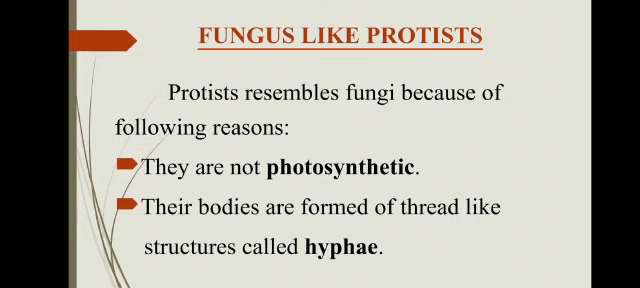 FUNGUS LIKE PROTISTS
Protists resembles fungi because of
following reasons:
They are not photosynthetic.
Their bodies are formed of thread like
structures called hyphae.